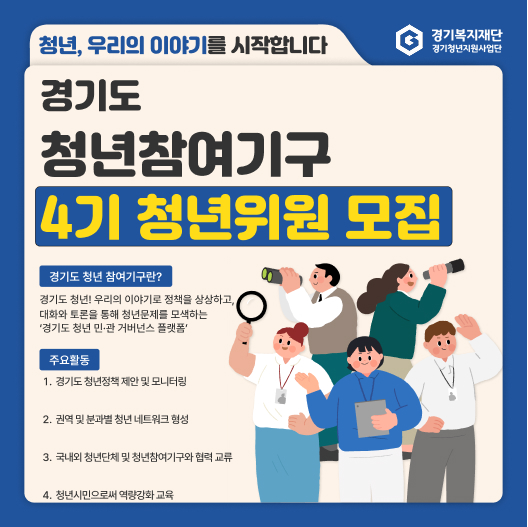 청년, 우리의 이야기를 시작합니다
경기복지재단
경기청년지원사업단
경기도
청년참여기구
4기 청년위원 모집
경기도 청년 참여기구란?
경기도 청년! 우리의 이야기로 정책을 상상하고,
대화와 토론을 통해 청년문제를 모색하는
'경기도 청년 민·관 거버넌스 플랫폼'
주요활동
1. 경기도 청년정책 제안 및 모니터링
2. 권역 및 분과별 청년 네트워크 형성
3. 국내외 청년단체 및 청년참여기구와 협력 교류
4. 청년시민으로써 역량강화 교육